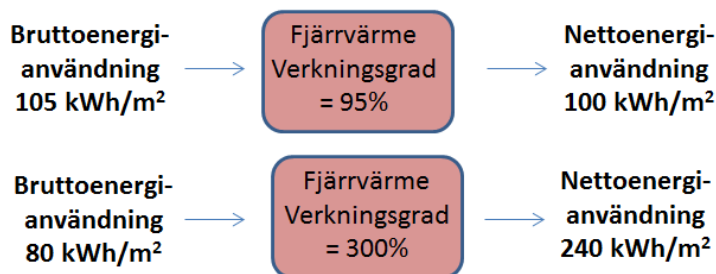 Bruttoenergi-
användning
105 kWh/m²
Fjärrvärme
Verkningsgrad
= 95%
Nettoenergi-
användning
100 kWh/m²
Bruttoenergi-
användning
80 kWh/m²
Fjärrvärme
Verkningsgrad
= 300%
Nettoenergi-
användning
240 kWh/m²